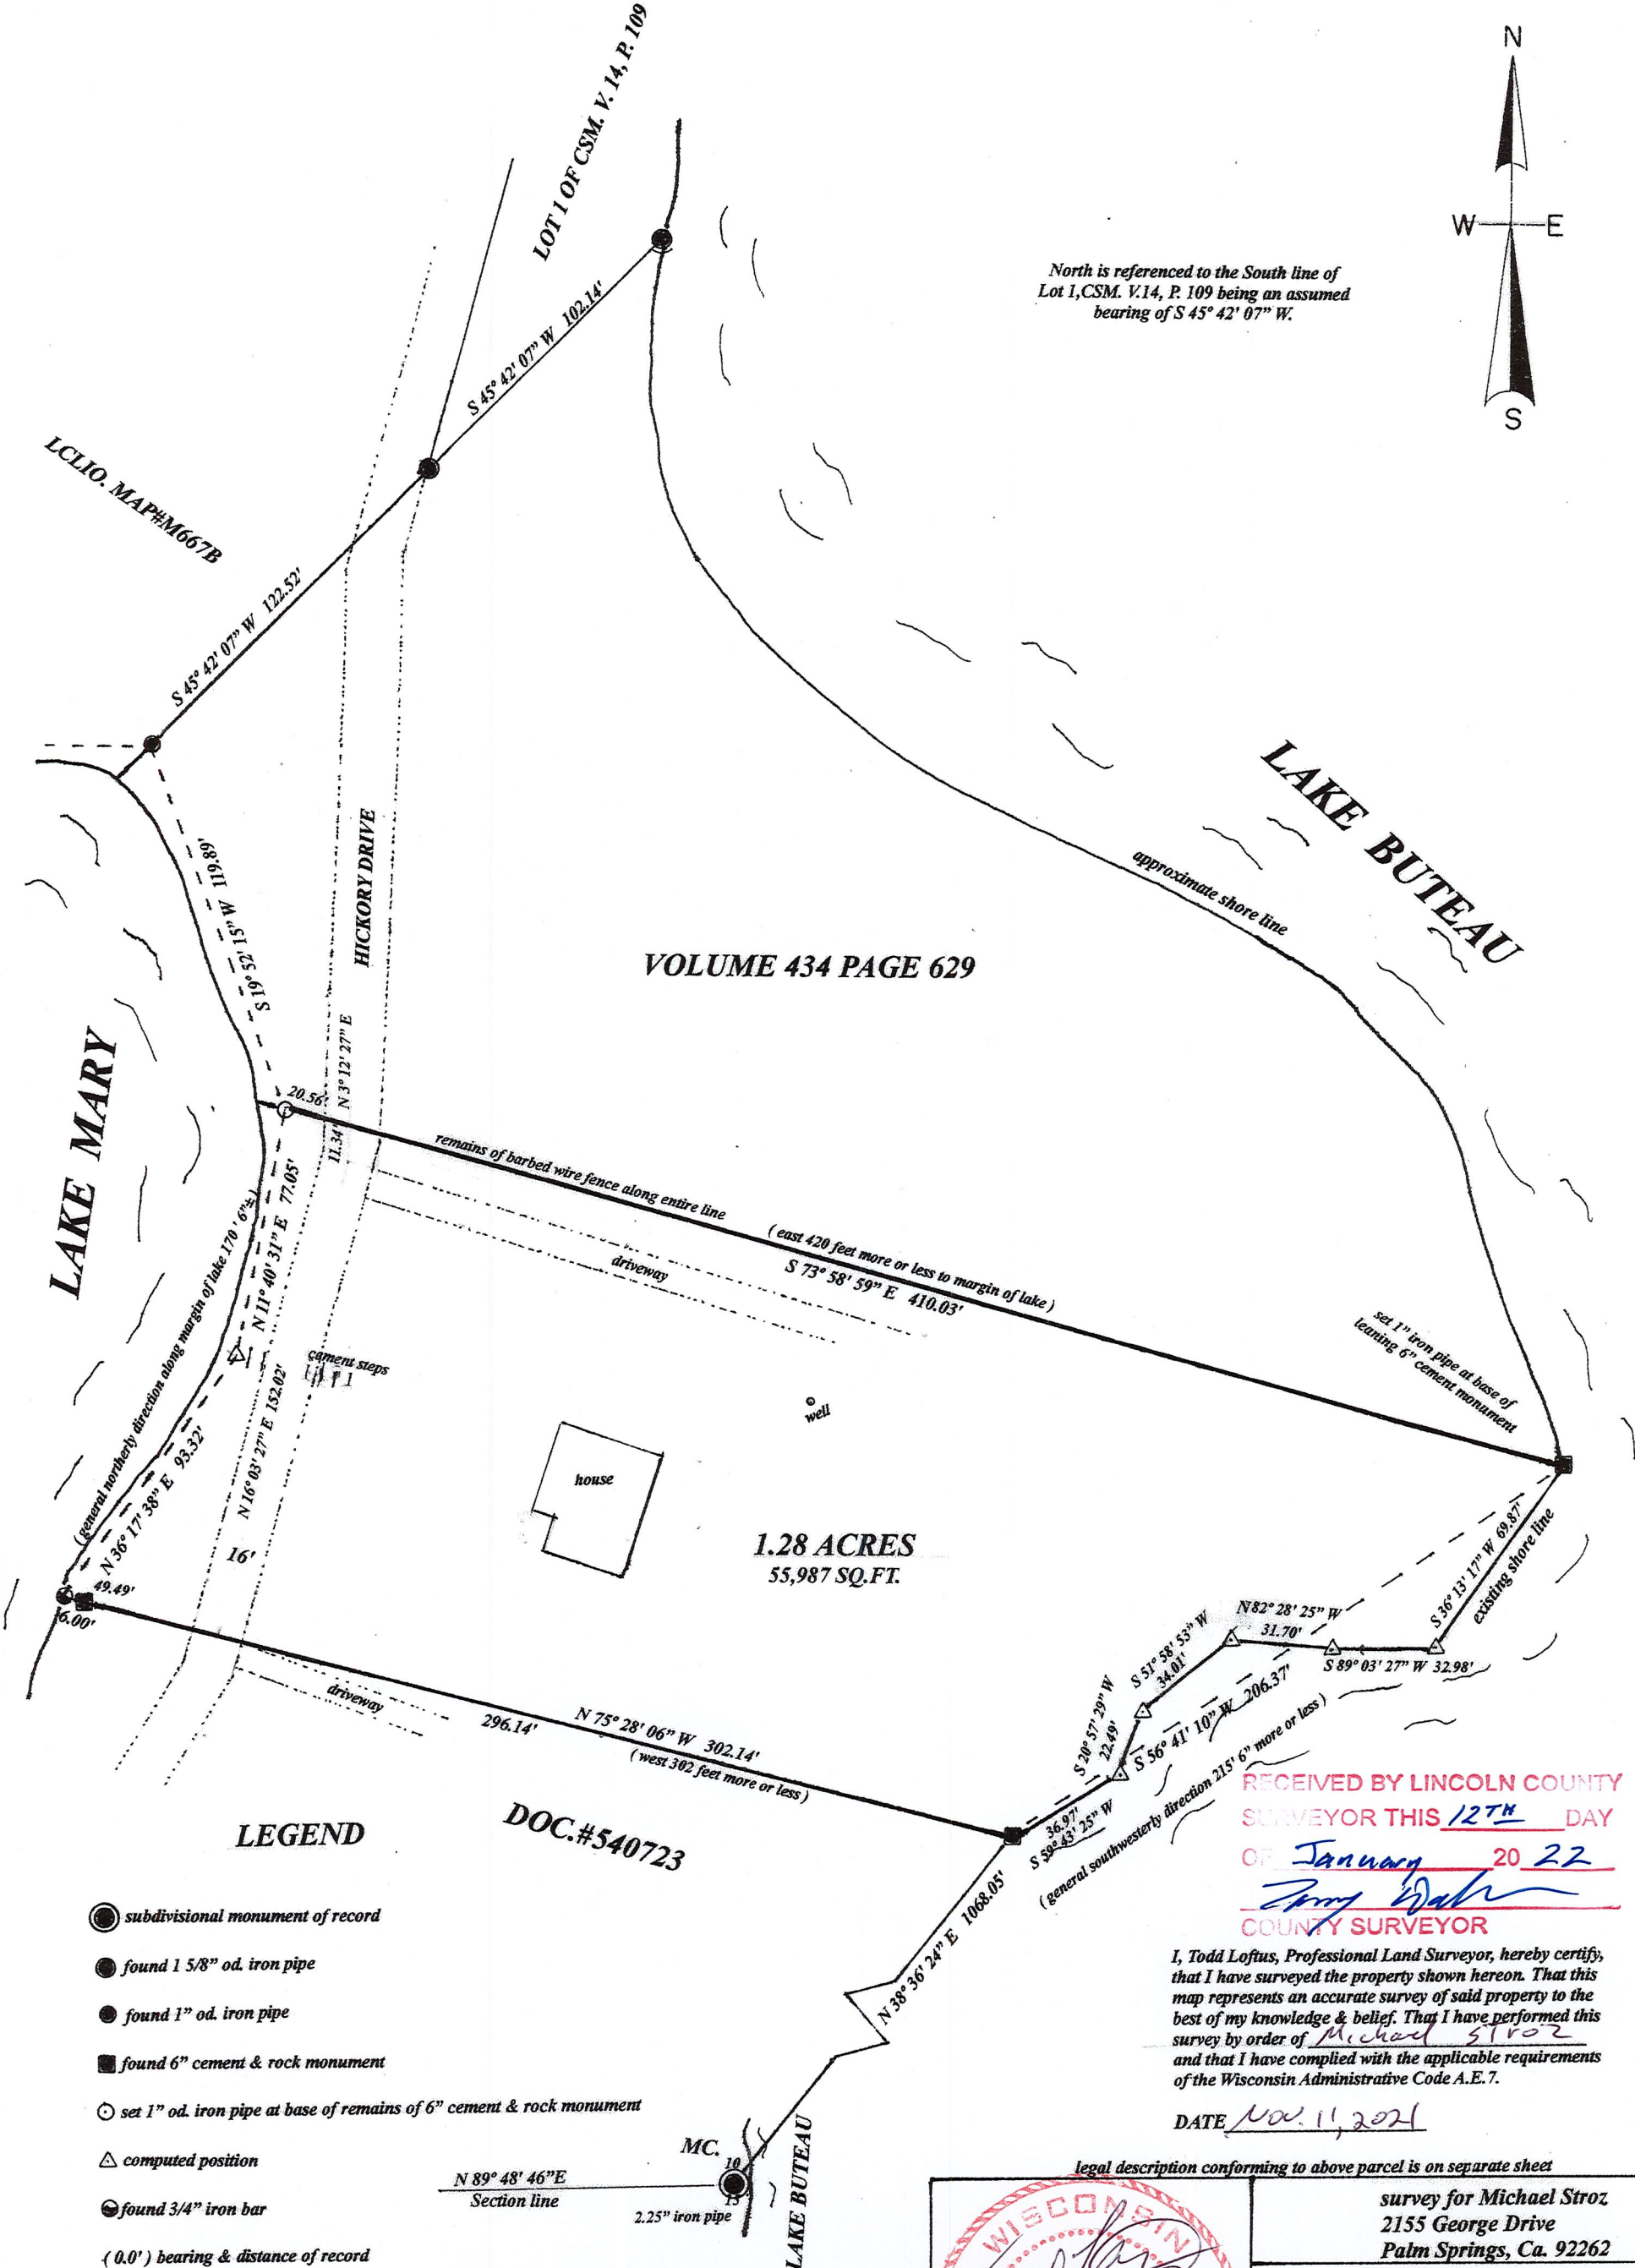 LOT 1 OF CSM. V. 14, P. 109
N
W E
S
North is referenced to the South line of
Lot 1,CSM. V.14, P. 109 being an assumed
bearing of S 45° 42' 07" W.
S 45° 42' 07" W 102.14'
LCLIO. MAP#M667B
S 45° 42' 07" W 122.52'
LAKE BUTEAU
approximate shore line
HICKORY DRIVE
S 19° 52' 15" W 119.89'
VOLUME 434 PAGE 629
LAKE MARY
N 3° 12' 27" E
20.56'
11.34'
remains of barbed wire fence along entire line
( east 420 feet more or less to margin of lake )
S 73° 58' 59" E 410.03'
driveway
N 11° 40' 31" E 77.05'
(general northerly direction along margin of lake 170' 6"±)
set 1" iron pipe at base of
leaning 6" cement monument
cement steps
N 16° 03' 27" E 152.02'
N 36° 17' 38" E 93.32'
well
house
1.28 ACRES
55,987 SQ.FT.
16'
49.49'
6.00'
S 36° 13' 17" W 69.87'
existing shore line
N 82° 28' 25" W
31.70'
S 89° 03' 27" W 32.98'
S 51° 58' 53" W
34.01'
S 20° 57' 29" W
22.49'
S 56° 41' 10" W 206.37'
36.97'
S 59° 43' 25" W
(general southwesterly direction 215' 6" more or less )
driveway
296.14'
N 75° 28' 06" W 302.14'
( west 302 feet more or less )
DOC.#540723
N 38° 36' 24" E 1068.05'
RECEIVED BY LINCOLN COUNTY
SURVEYOR THIS 12TH DAY
OF January 20 22
COUNTY SURVEYOR
I, Todd Loftus, Professional Land Surveyor, hereby certify,
that I have surveyed the property shown hereon. That this
map represents an accurate survey of said property to the
best of my knowledge & belief. That I have performed this
survey by order of Michael Stroz
and that I have complied with the applicable requirements
of the Wisconsin Administrative Code A.E.7.
DATE Nov. 11, 2021
legal description conforming to above parcel is on separate sheet
LEGEND
subdivisional monument of record
found 1 5/8" od. iron pipe
found 1" od. iron pipe
found 6" cement & rock monument
set 1" od. iron pipe at base of remains of 6" cement & rock monument
computed position
found 3/4" iron bar
( 0.0' ) bearing & distance of record
MC.
10
15
N 89° 48' 46"E
Section line
2.25" iron pipe
LAKE BUTEAU
WISCONSIN
survey for Michael Stroz
2155 George Drive
Palm Springs, Ca. 92262